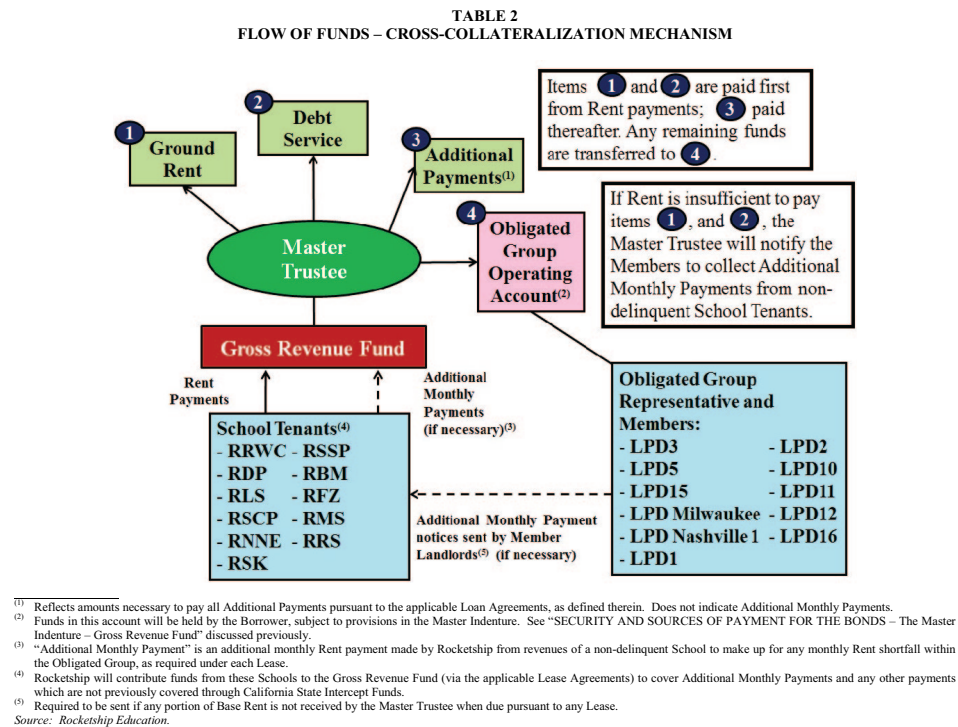 TABLE 2
FLOW OF FUNDS – CROSS-COLLATERALIZATION MECHANISM
1
Ground
Rent
2
Debt
Service
3
Additional
Payments(1)
Items 1 and 2 are paid first
from Rent payments; 3 paid
thereafter. Any remaining funds
are transferred to 4 .
Master
Trustee
4
Obligated
Group
Operating
Account(2)
If Rent is insufficient to pay
items 1 , and 2 , the
Master Trustee will notify the
Members to collect Additional
Monthly Payments from non-
delinquent School Tenants.
Gross Revenue Fund
Rent
Payments
Additional
Monthly
Payments
(if necessary)(3)
School Tenants(4)
- RRWC - RSSP
- RDP - RBM
- RLS - RFZ
- RSCP - RMS
- RNNE - RRS
- RSK
Additional Monthly Payment
notices sent by Member
Landlords(5) (if necessary)
Obligated Group
Representative and
Members:
- LPD3 - LPD2
- LPD5 - LPD10
- LPD15 - LPD11
- LPD Milwaukee - LPD12
- LPD Nashville 1 - LPD16
- LPD1
(1) Reflects amounts necessary to pay all Additional Payments pursuant to the applicable Loan Agreements, as defined therein. Does not indicate Additional Monthly Payments.
(2) Funds in this account will be held by the Borrower, subject to provisions in the Master Indenture. See “SECURITY AND SOURCES OF PAYMENT FOR THE BONDS – The Master
Indenture – Gross Revenue Fund” discussed previously.
(3) “Additional Monthly Payment” is an additional monthly Rent payment made by Rocketship from revenues of a non-delinquent School to make up for any monthly Rent shortfall within
the Obligated Group, as required under each Lease.
(4) Rocketship will contribute funds from these Schools to the Gross Revenue Fund (via the applicable Lease Agreements) to cover Additional Monthly Payments and any other payments
which are not previously covered through California State Intercept Funds.
(5) Required to be sent if any portion of Base Rent is not received by the Master Trustee when due pursuant to any Lease.
Source: Rocketship Education.